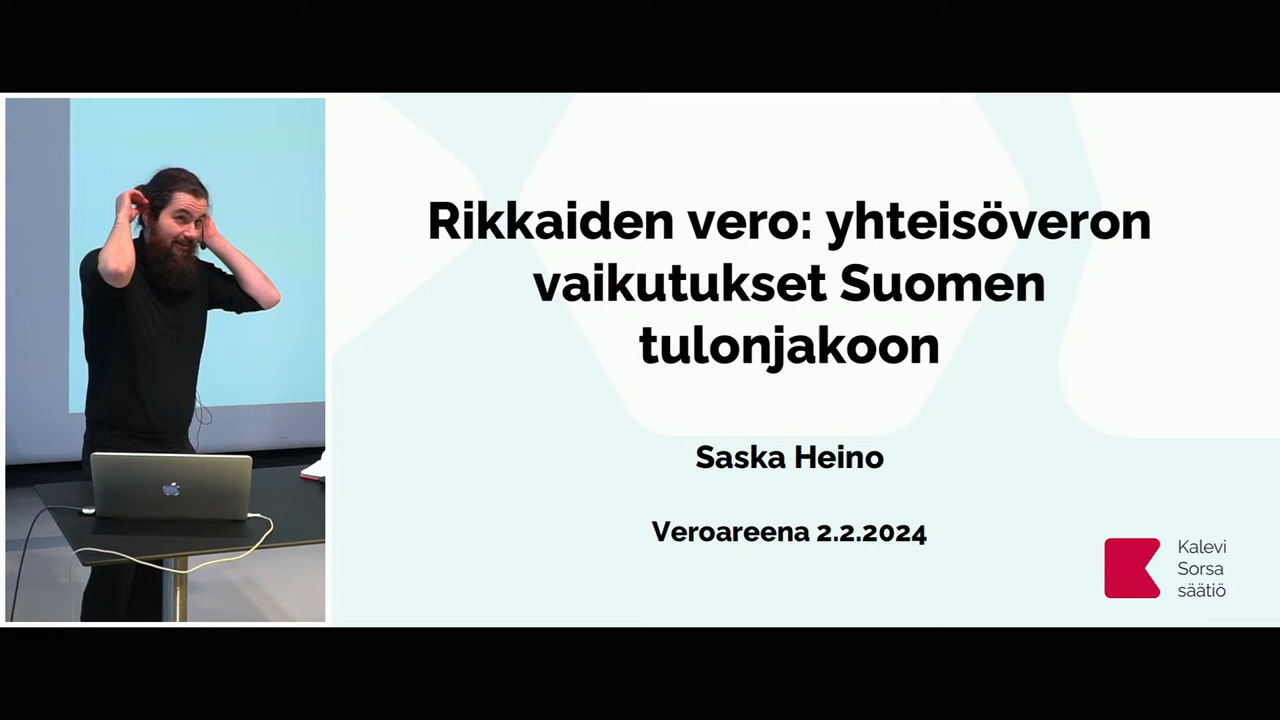 Rikkaiden vero: yhteisöveron
vaikutukset Suomen
tulonjakoon
Saska Heino
Veroareena 2.2.2024
Kalevi
Sorsa
säätiö